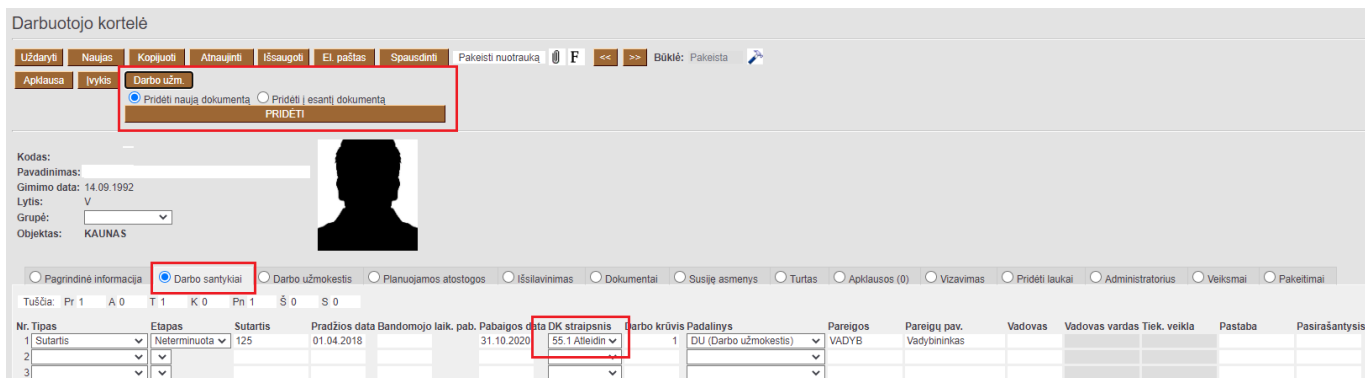 Darbuotojo kortelė
Uždaryti Naujas Kopijuoti Atnaujinti Išsaugoti El. paštas Spausdinti Pakeisti nuotrauką F << >> Būklė: Pakeista
Apklausa Įvykis Darbo užm.
Pridėti naują dokumentą Pridėti į esantį dokumentą
PRIDĖTI
Kodas:
Pavadinimas:
Gimimo data: 14.09.1992
Lytis: V
Grupė:
Objektas: KAUNAS
Pagrindinė informacija Darbo santykiai Darbo užmokestis Planuojamos atostogos Išsilavinimas Dokumentai Susiję asmenys Turtas Apklausos (0) Vizavimas Pridėti laukai Administratorius Veiksmai Pakeitimai
Tuščia: Pr 1 A 0 T 1 K 0 Pn 1 Š 0 S 0
Nr. Tipas Etapas Sutartis Pradžios data Bandomojo laik. pab. Pabaigos data DK straipsnis Darbo krūvis Padalinys Pareigos Pareigų pav. Vadovas Vadovas vardas Tiek. veikla Pastaba Pasirašantysis
1 Sutartis Neterminuota 125 01.04.2018 31.10.2020 55.1 Atleidin 1 DU (Darbo užmokestis) VADYB Vadybininkas
2
3